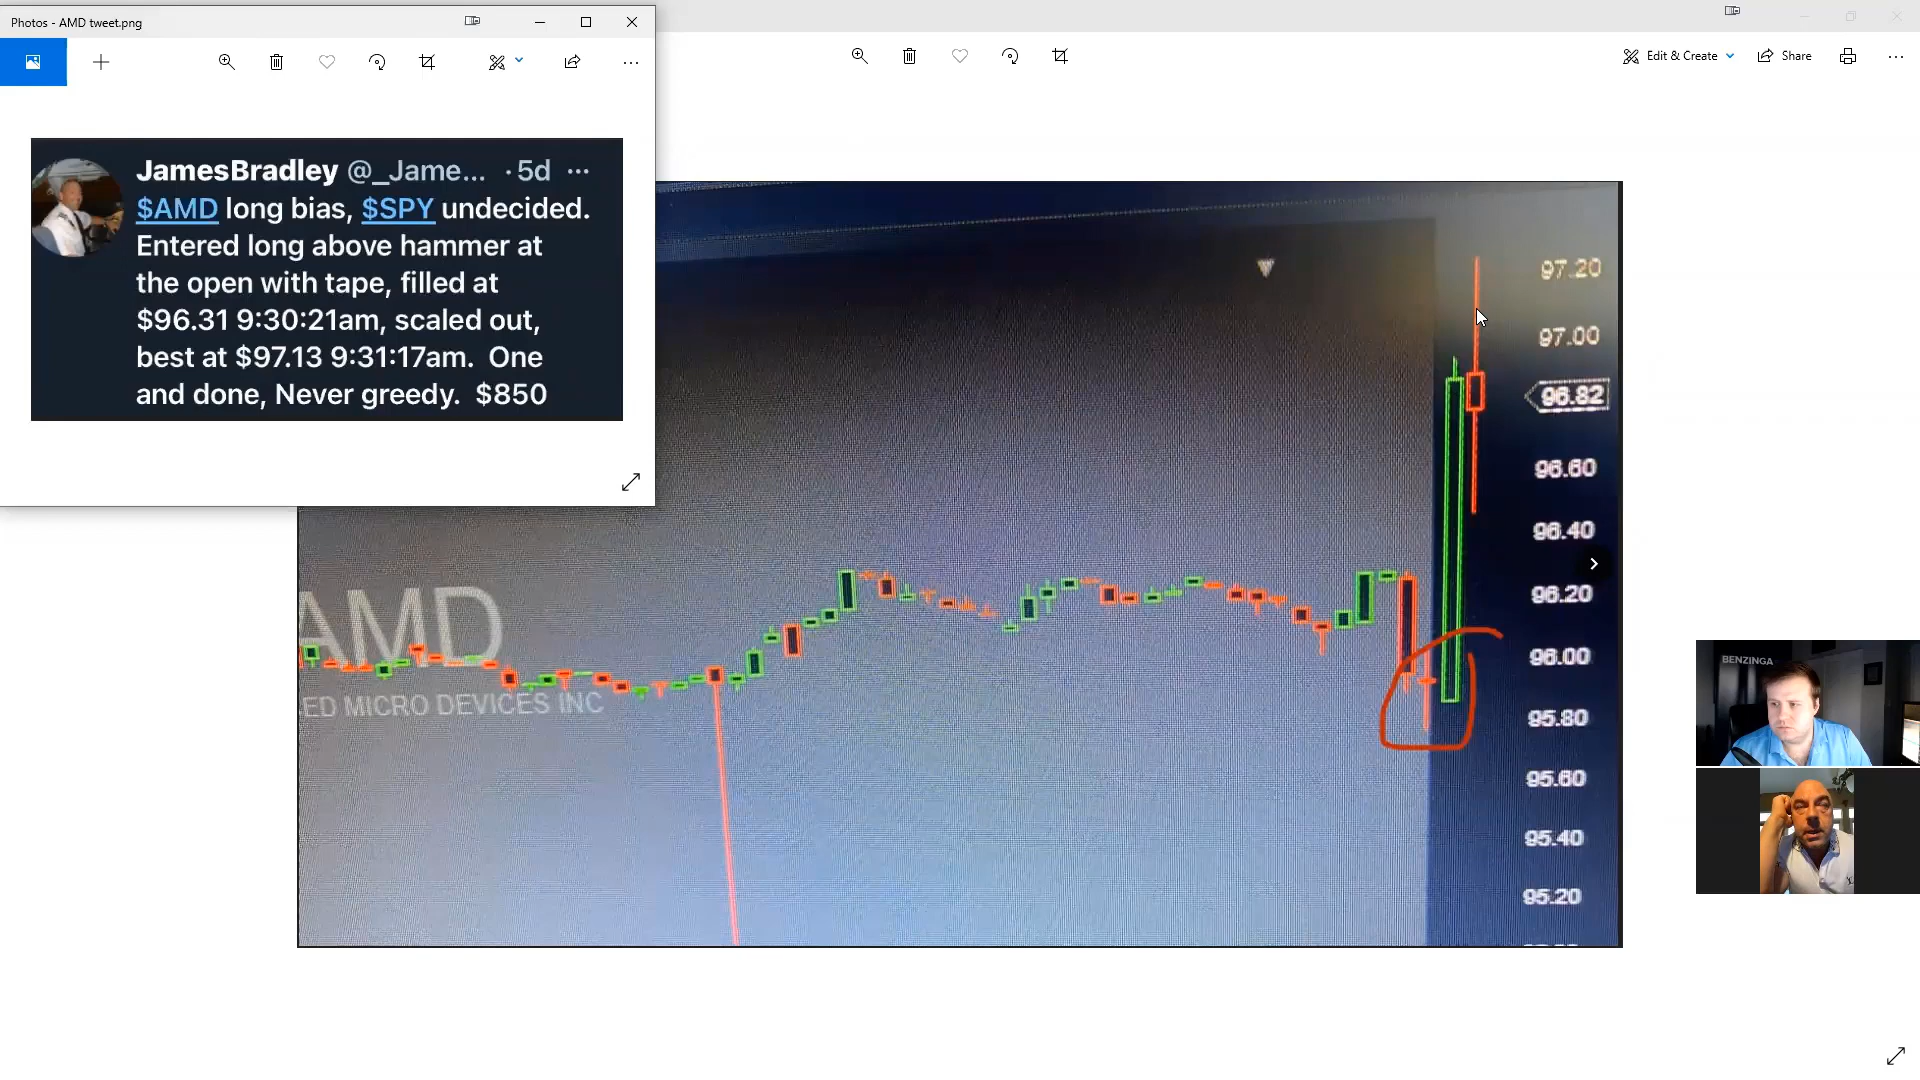 Photos - AMD tweet.png
Edit & Create
Share
JamesBradley @_Jame... · 5d ...
$AMD long bias, $SPY undecided.
Entered long above hammer at
the open with tape, filled at
$96.31 9:30:21am, scaled out,
best at $97.13 9:31:17am.  One
and done, Never greedy.  $850
97.20
97.00
96.82
96.60
96.40
96.20
96.00
95.80
95.60
95.40
95.20
AMD
ED MICRO DEVICES INC
BENZINGA